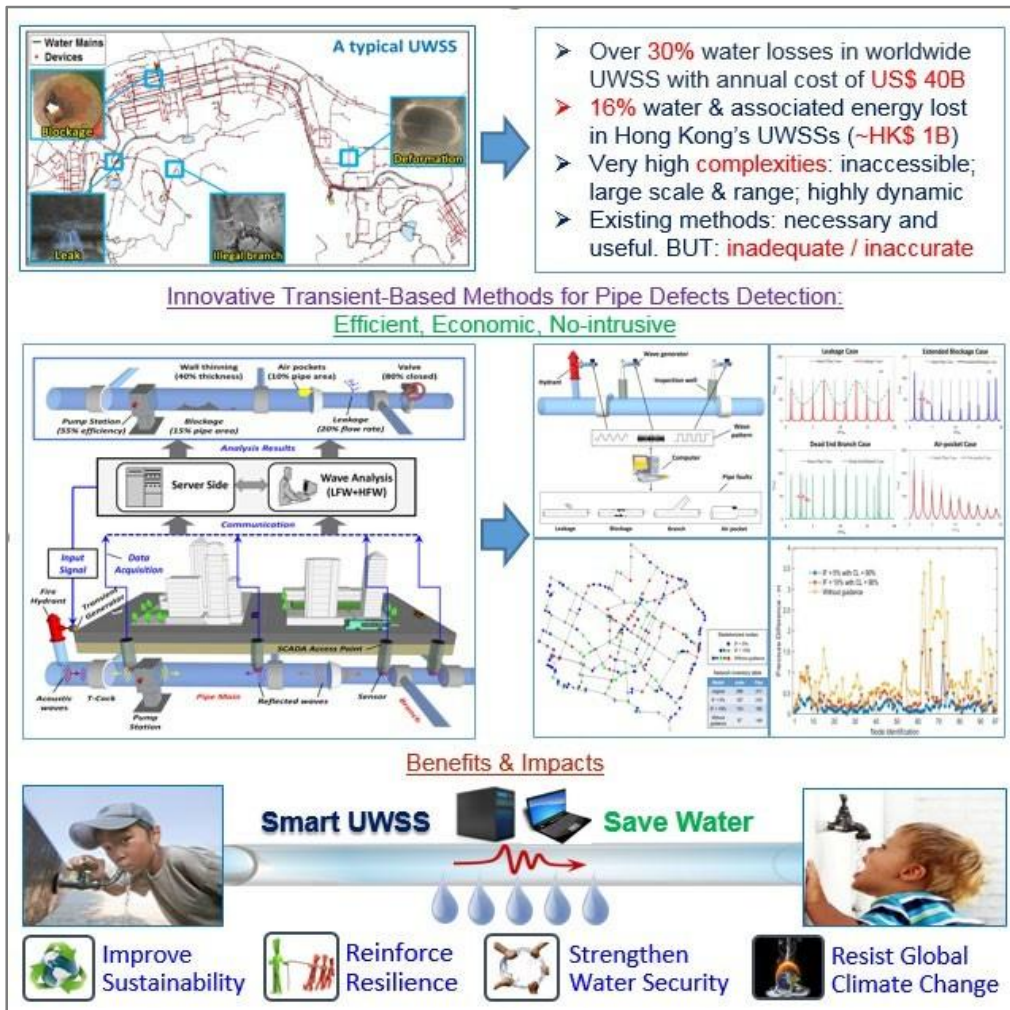 Water Mains
Devices
A typical UWSS
Blockage
Deformation
Leak
Illegal branch
➢ Over 30% water losses in worldwide
UWSS with annual cost of US$ 40B
➢ 16% water & associated energy lost
in Hong Kong's UWSSs (~HK$ 1B)
➢ Very high complexities: inaccessible;
large scale & range; highly dynamic
➢ Existing methods: necessary and
useful. BUT: inadequate / inaccurate
Innovative Transient-Based Methods for Pipe Defects Detection:
Efficient, Economic, No-intrusive
Wall thinning
(40% thickness)
Air pockets
(10% pipe area)
Valve
(80% closed)
Pump Station
(55% efficiency)
Blockage
(15% pipe area)
Leakage
(20% flow rate)
Analysis Results
Server Side
Wave Analysis
(LFW+HFW)
Communication
Input
Signal
Data
Acquisition
Fire
Hydrant
Transient
Generator
SCADA Access Point
Acoustic
waves
T-Cock
Pump
Station
Pipe Main
Reflected waves
Sensor
Branch
Wave generator
Hydrant
Inspection well
Wave
pattern
Computer
Pipe faults
Leakage
Blockage
Branch
Air pocket
Leakage Case
Extended Blockage Case
Dead End Branch Case
Air-pocket Case
Without guidance
Pressure Difference - m
Node identification
Benefits & Impacts
Smart UWSS
Save Water
Improve
Sustainability
Reinforce
Resilience
Strengthen
Water Security
Resist Global
Climate Change